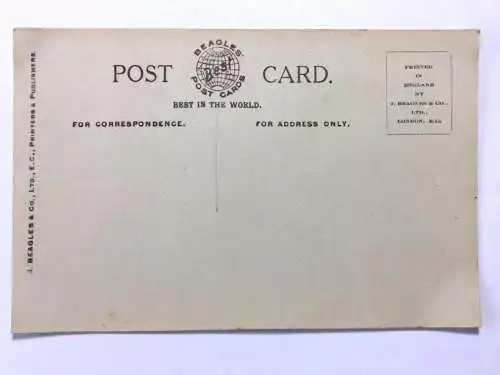 BEAGLES'
Best
POST CARDS
POST CARD.
BEST IN THE WORLD.
FOR CORRESPONDENCE.
FOR ADDRESS ONLY.
PRINTED
IN
ENGLAND
BY
J. BEAGLES & CO.,
LTD.,
LONDON, E.C.
J. BEAGLES & CO., LTD., E.C., PRINTERS & PUBLISHERS.